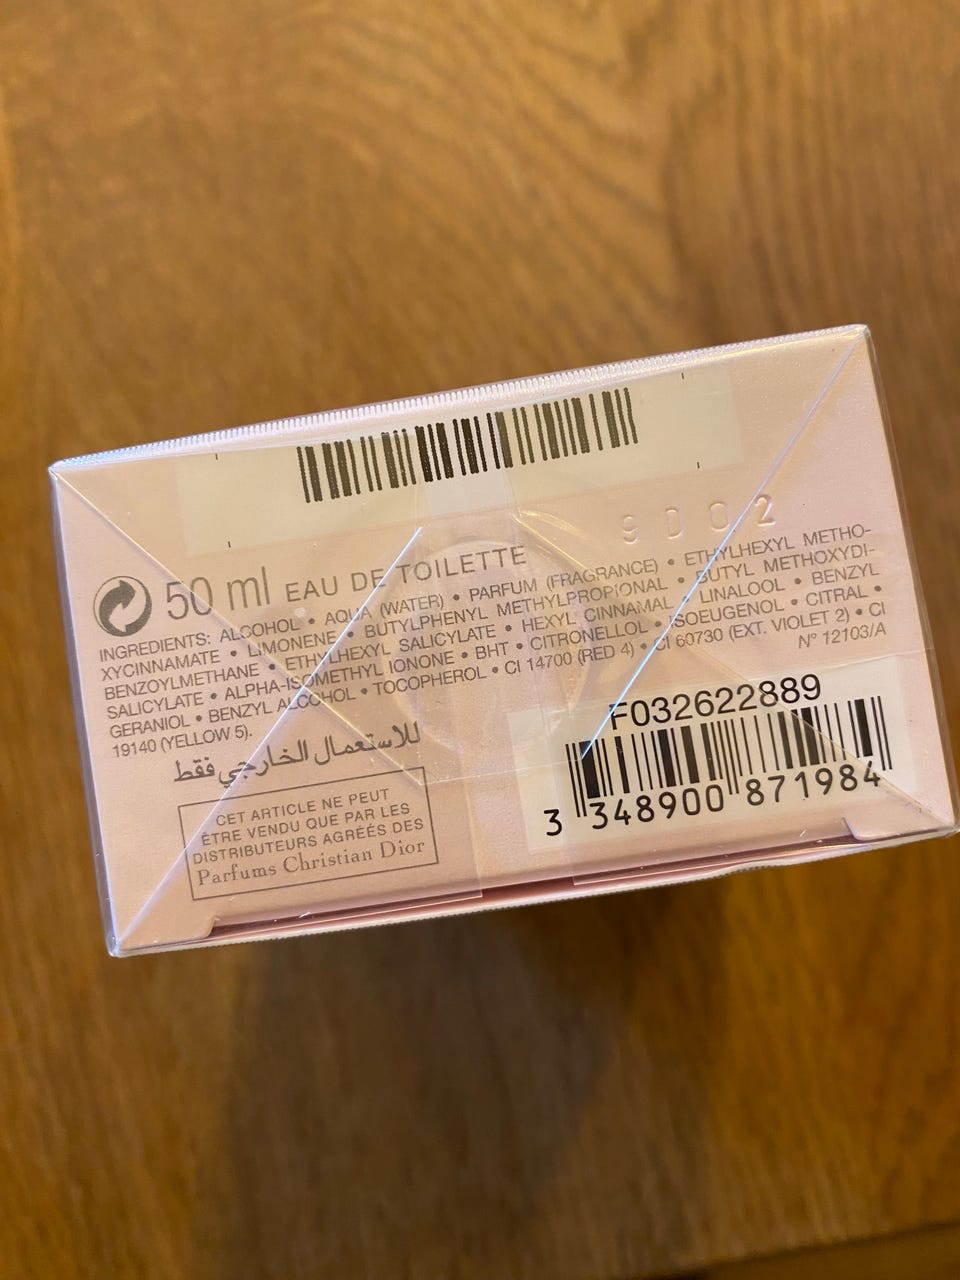 9D02
50 ml EAU DE TOILETTE
INGREDIENTS: ALCOHOL • AQUA (WATER) • PARFUM (FRAGRANCE) • ETHYLHEXYL METHO-
XYCINNAMATE • LIMONENE • BUTYLPHENYL METHYLPROPIONAL • BUTYL METHOXYDI-
BENZOYLMETHANE • ETHYLHEXYL SALICYLATE • HEXYL CINNAMAL • LINALOOL • BENZYL
SALICYLATE • ALPHA-ISOMETHYL IONONE • BHT • CITRONELLOL • ISOEUGENOL • CITRAL •
GERANIOL • BENZYL ALCOHOL • TOCOPHEROL • CI 14700 (RED 4) • CI 60730 (EXT. VIOLET 2) • CI
19140 (YELLOW 5).
N° 12103/A
للاستعمال الخارجي فقط
CET ARTICLE NE PEUT
ÊTRE VENDU QUE PAR LES
DISTRIBUTEURS AGRÉÉS DES
Parfums Christian Dior
F032622889
3 348900 871984